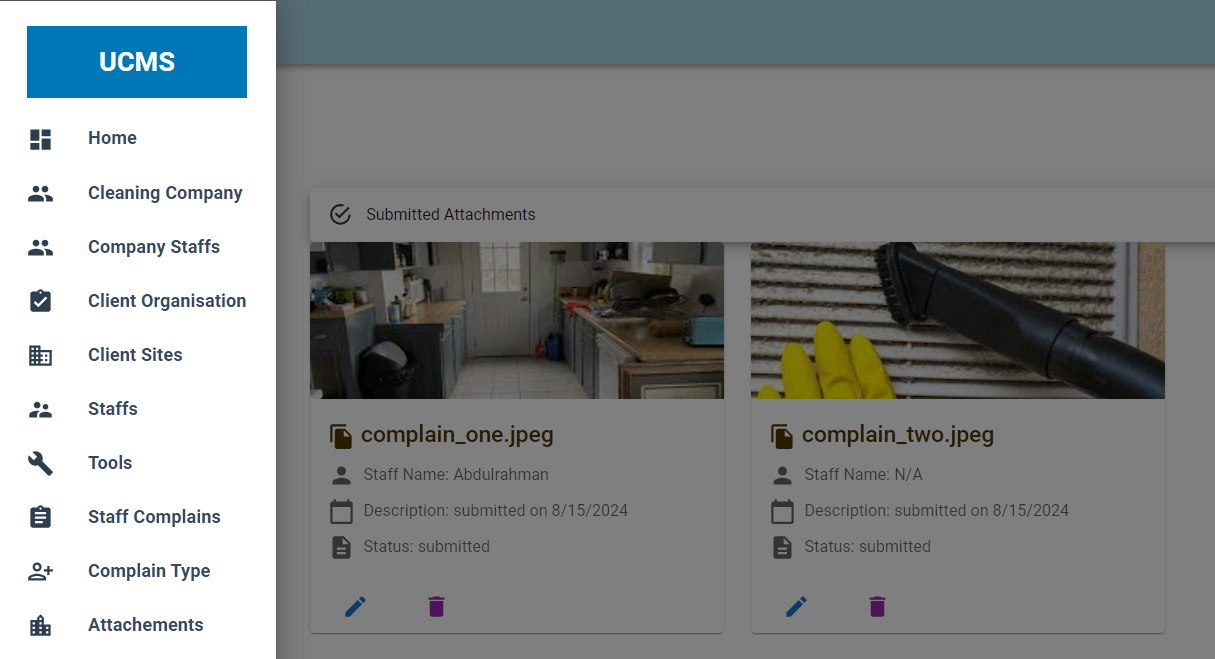 UCMS
Home
Cleaning Company
Company Staffs
Client Organisation
Client Sites
Staffs
Tools
Staff Complains
Complain Type
Attachements
Submitted Attachments
complain_one.jpeg
Staff Name: Abdulrahman
Description: submitted on 8/15/2024
Status: submitted
complain_two.jpeg
Staff Name: N/A
Description: submitted on 8/15/2024
Status: submitted